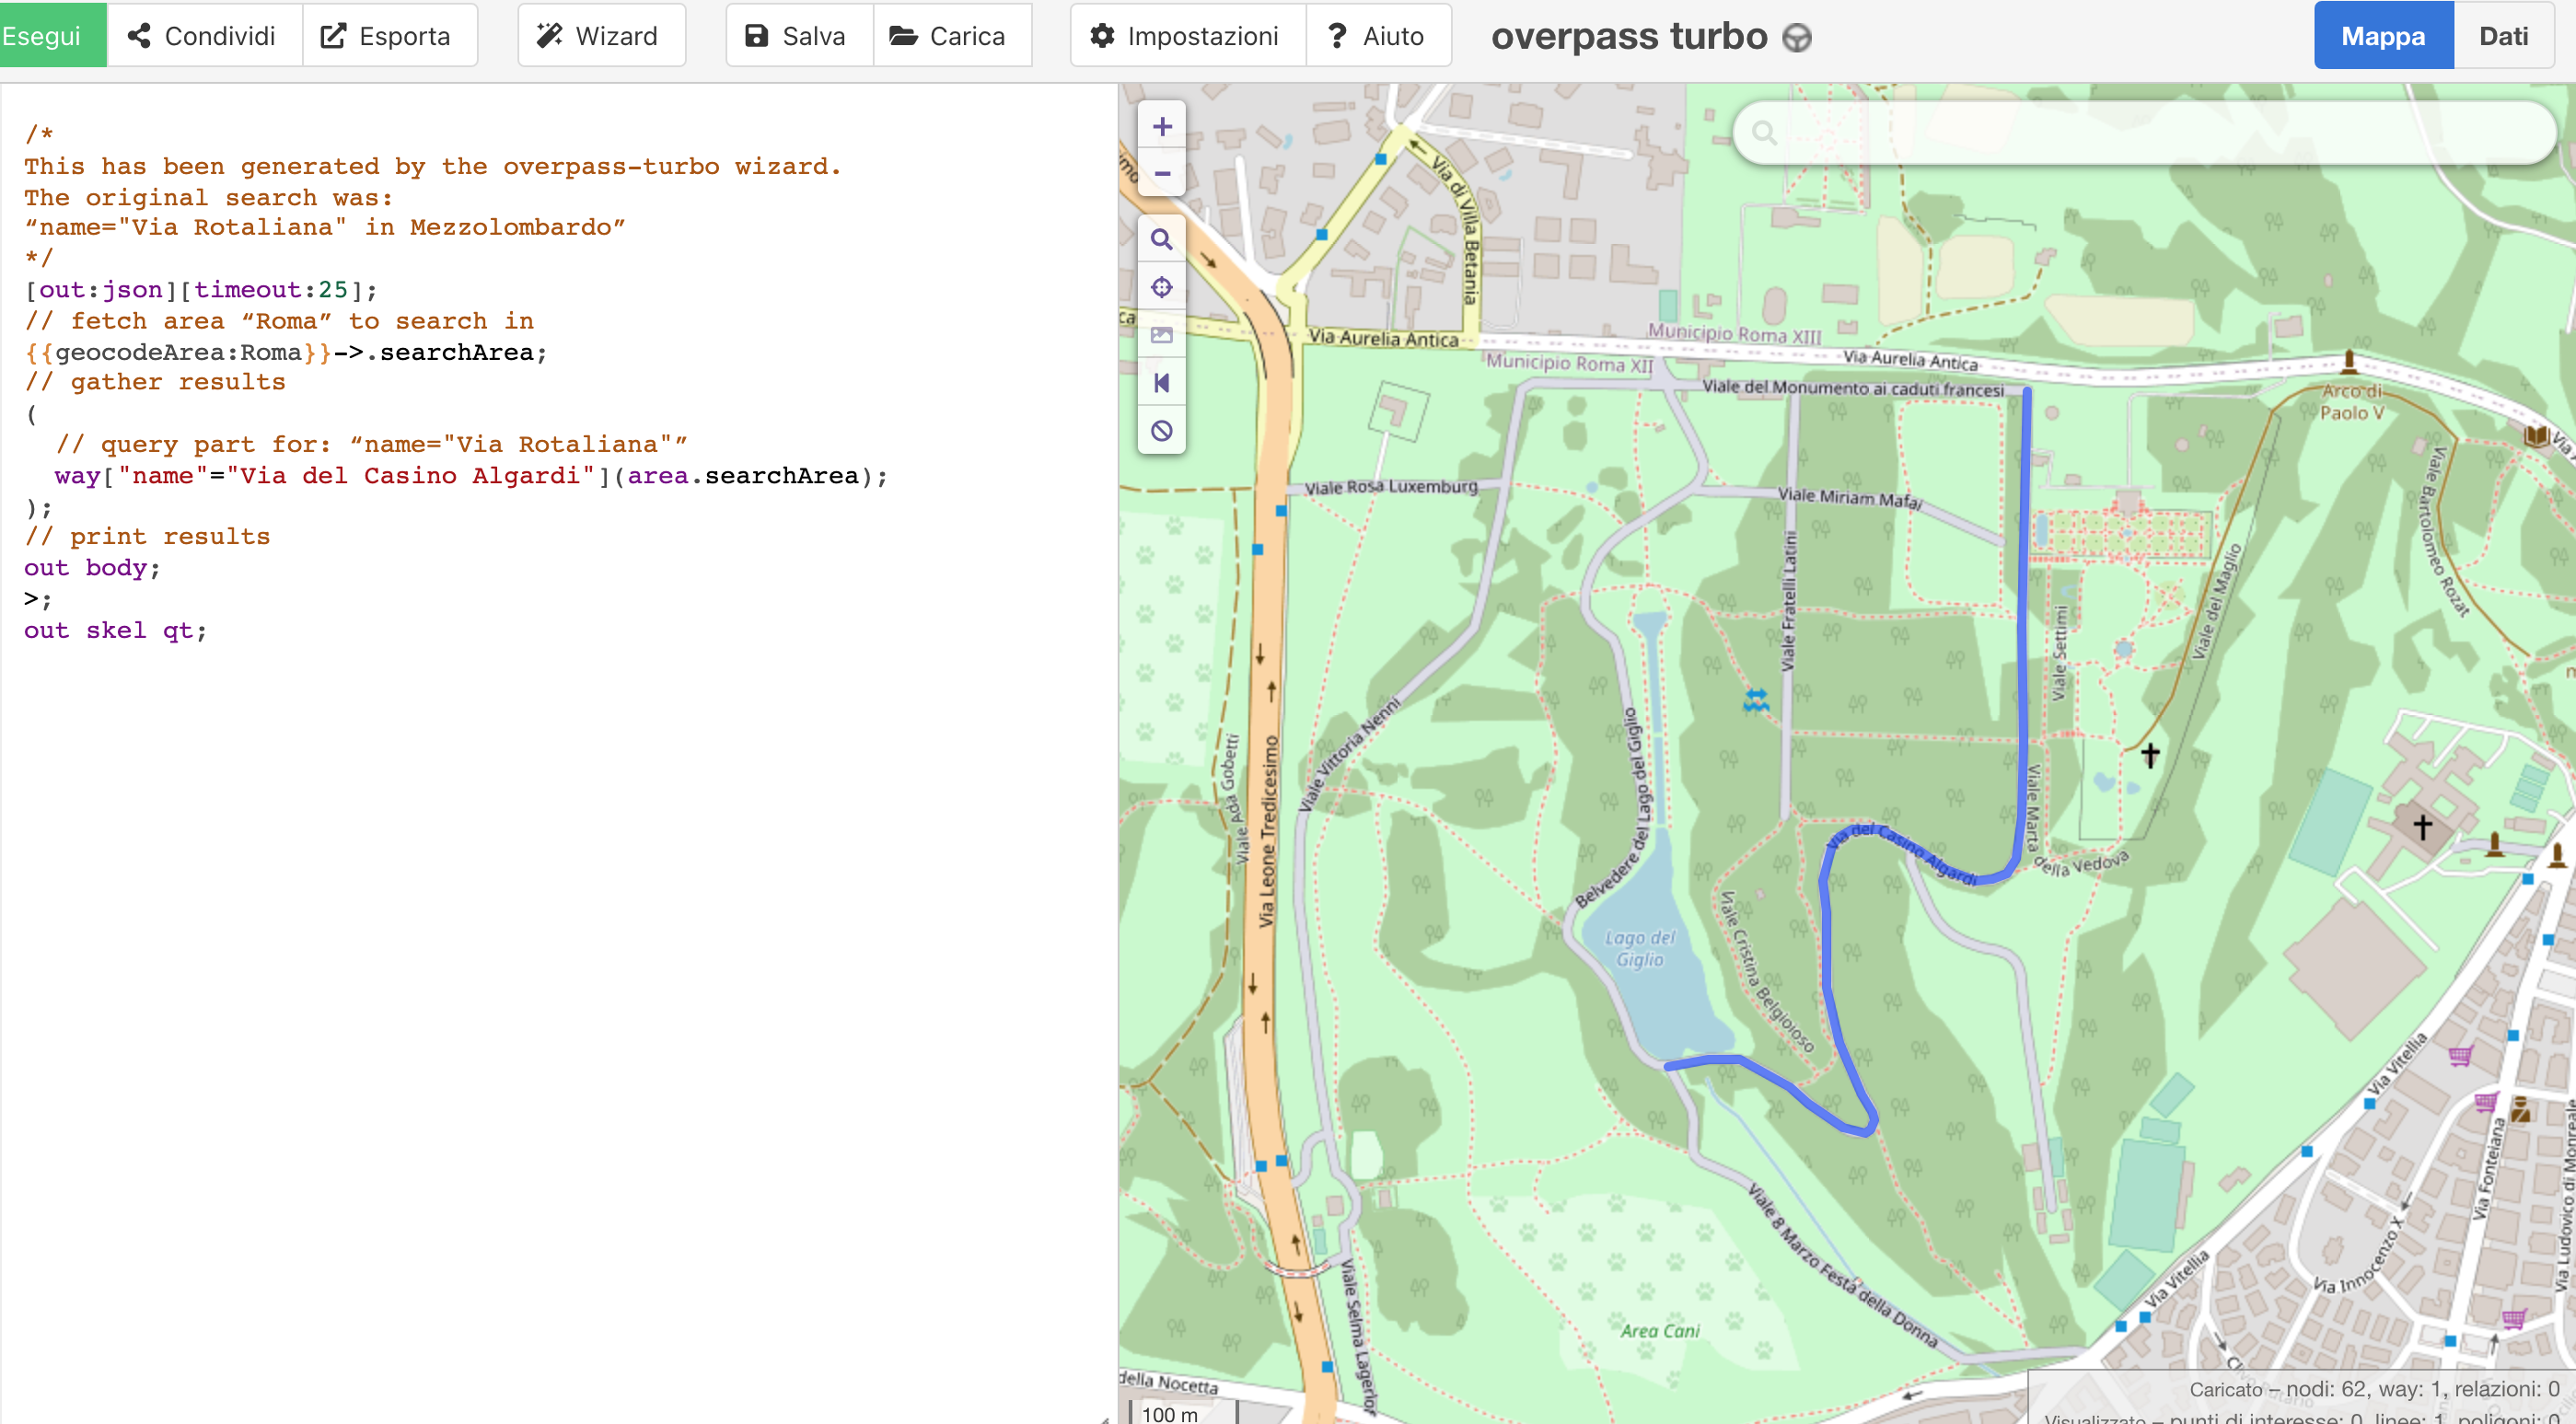 Esegui
Condividi
Esporta
Wizard
Salva
Carica
Impostazioni
Aiuto
overpass turbo
Mappa
Dati
/*
This has been generated by the overpass-turbo wizard.
The original search was:
“name="Via Rotaliana" in Mezzolombardo”
*/
[out:json][timeout:25];
// fetch area “Roma” to search in
{{geocodeArea:Roma}}->.searchArea;
// gather results
(
// query part for: “name="Via Rotaliana"”
way["name"="Via del Casino Algardi"](area.searchArea);
);
// print results
out body;
>;
out skel qt;
+
−
Via di Villa Betania
Via Aurelia Antica
Municipio Roma XIII
Municipio Roma XII
Via Aurelia Antica
Viale del Monumento ai caduti francesi
Arco di
Paolo V
Viale Rosa Luxemburg
Viale Miriam Mafai
Viale Bartolomeo Rozat
Viale Fratelli Latini
Viale Settimi
Viale del Maglio
Viale Ada Gobetti
Via Leone Tredicesimo
Viale Vittoria Nenni
Belvedere del Lago del Giglio
Via del Casino Algardi
Viale Marta della Vedova
Lago del
Giglio
Viale Cristina Belgioioso
Via Vitellia
Via Fonteiana
Via Ludovico di Monreale
Viale 8 Marzo Festa della Donna
Via Vitellia
Via Innocenzo X
Area Cani
Viale Selma Lagerlof
della Nocetta
100 m
Caricato – nodi: 62, way: 1, relazioni: 0
Visualizzato – punti di interesse: 0, linee: 1, poligoni: 0